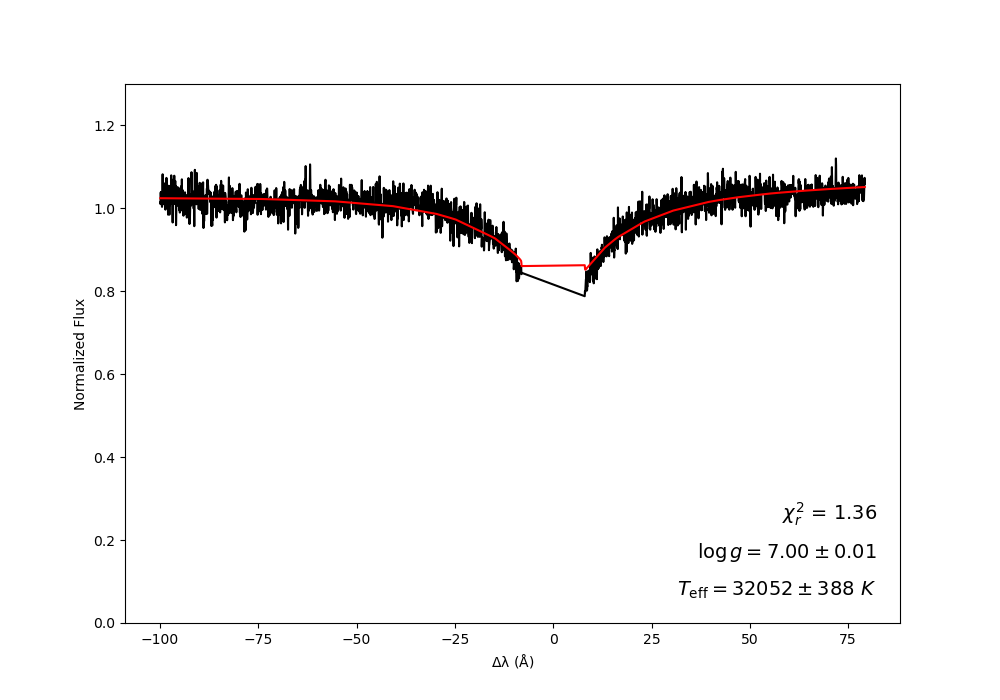 1.2
1.0
0.8
0.6
0.4
0.2
0.0
Normalized Flux
χ²ᵣ = 1.36
log g = 7.00 ± 0.01
T_eff = 32052 ± 388 K
−100 −75 −50 −25 0 25 50 75
Δλ (Å)